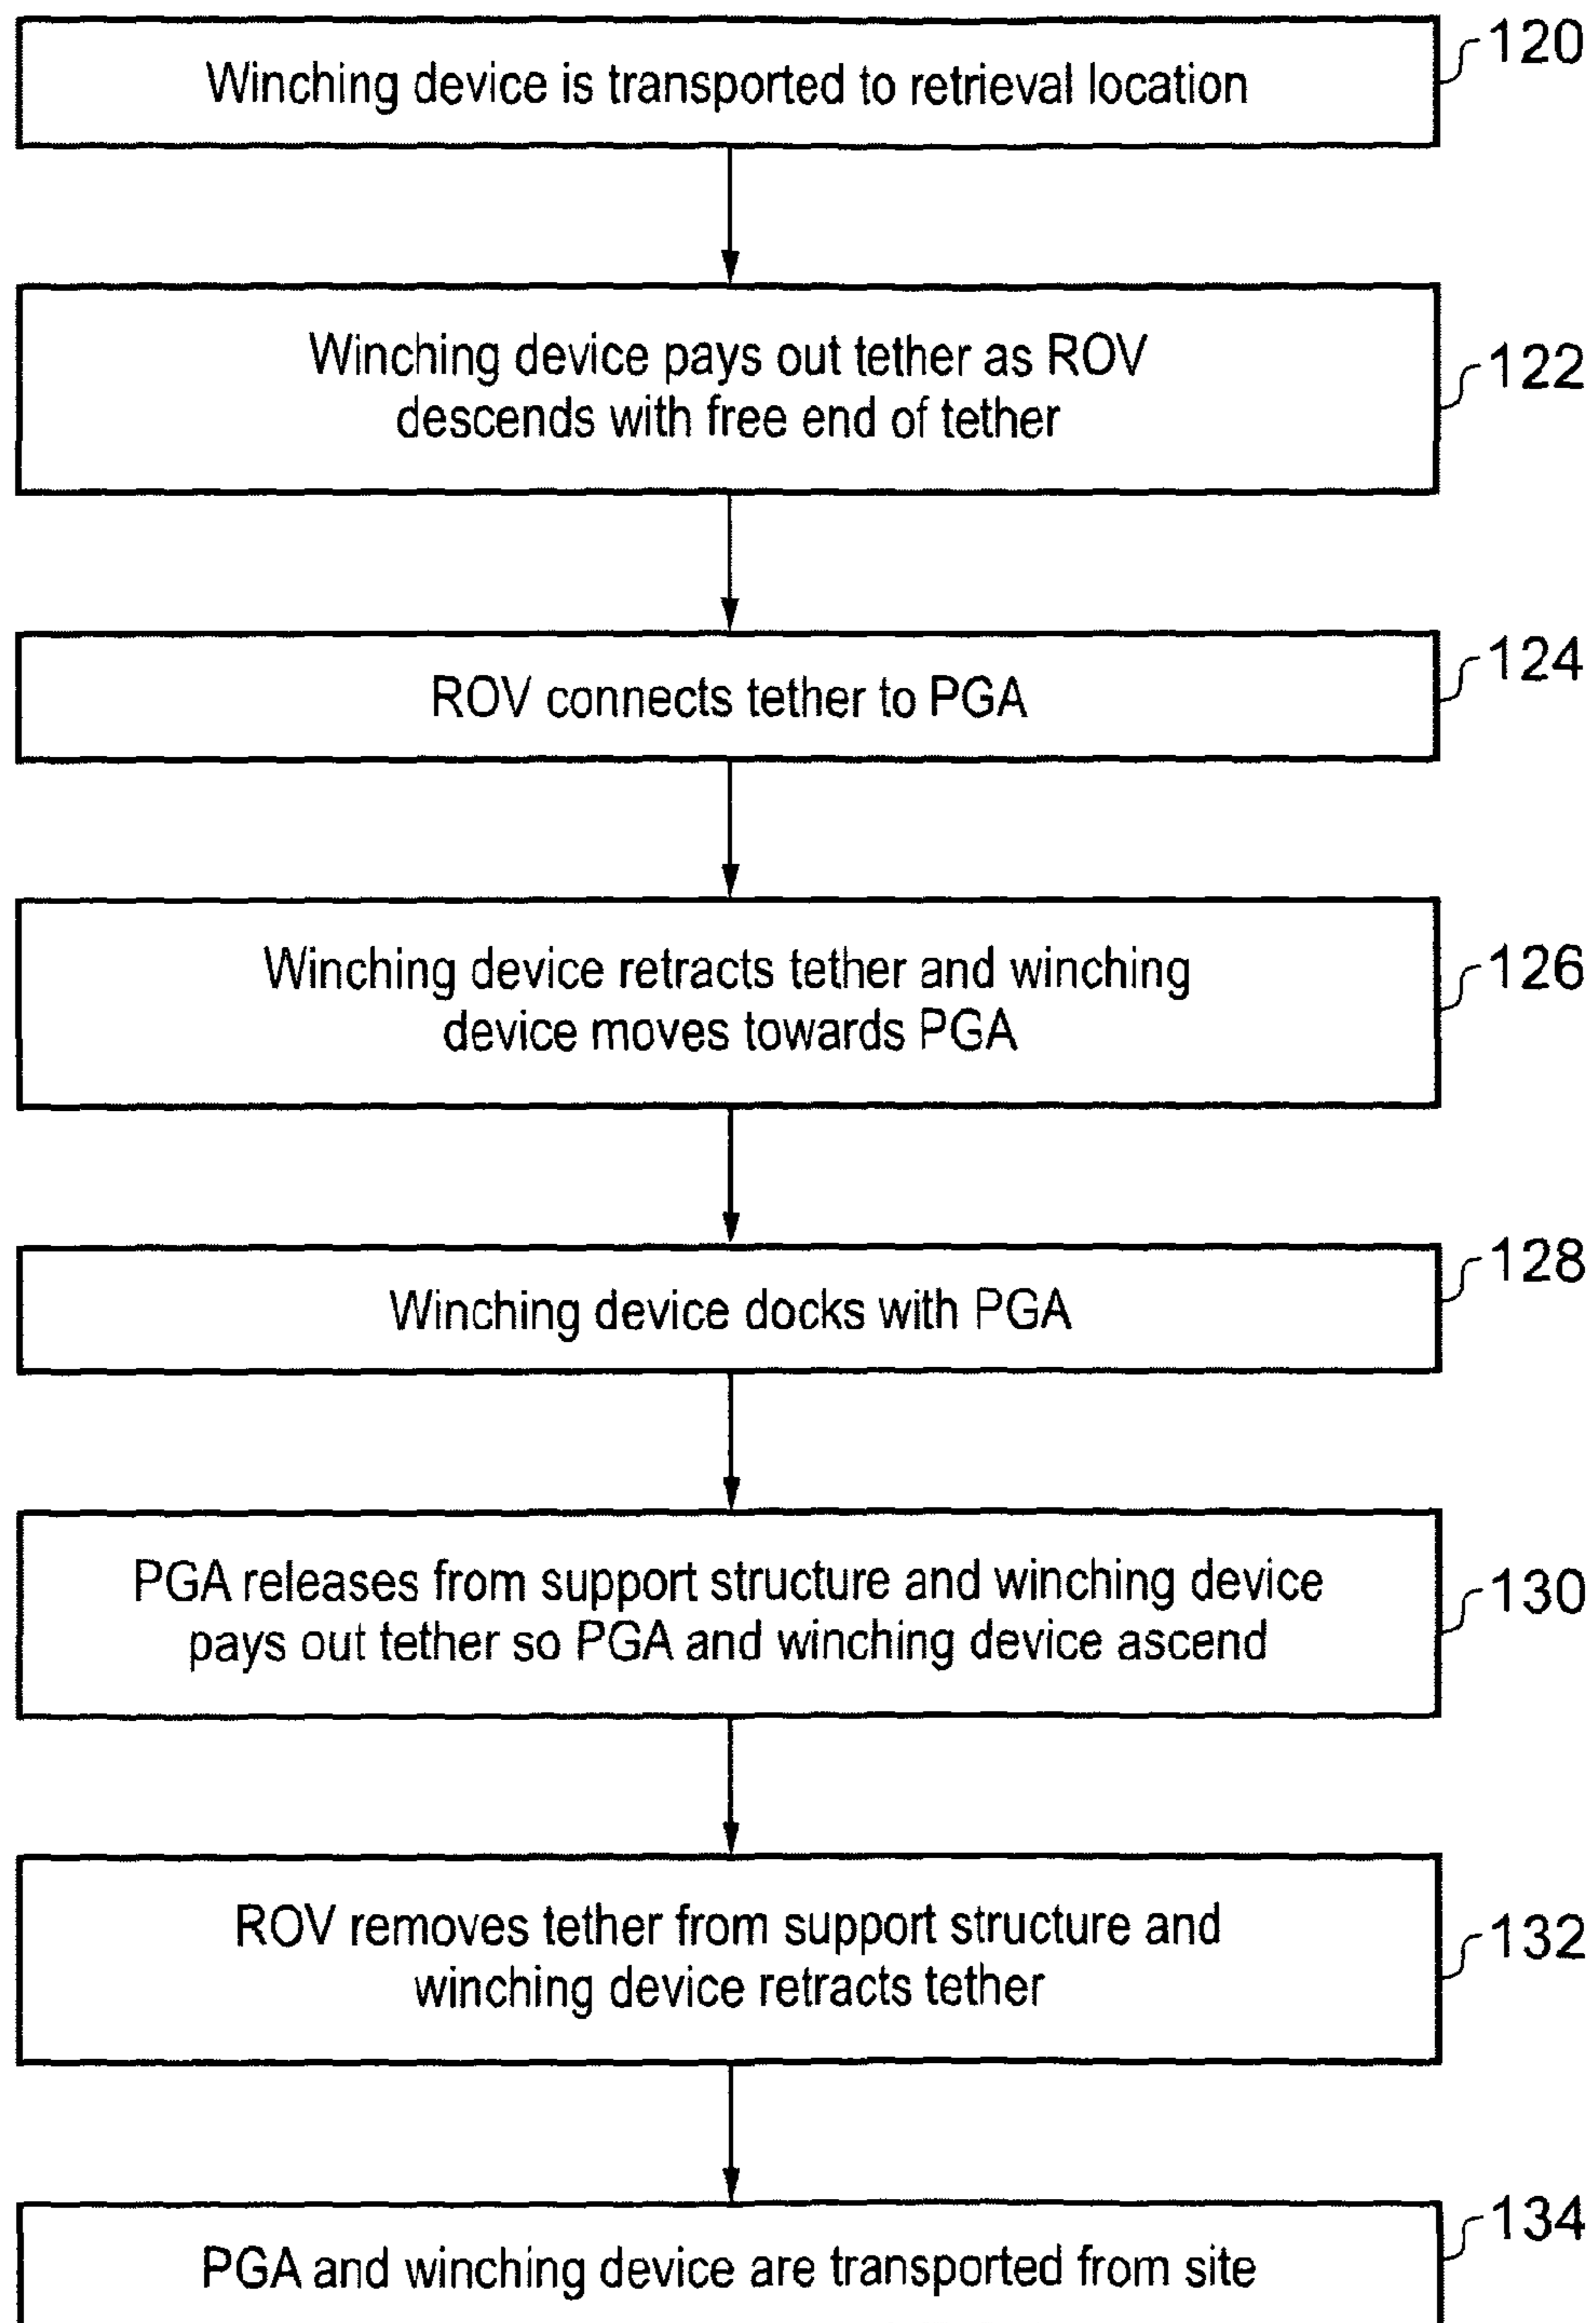 Winching device is transported to retrieval location
120
Winching device pays out tether as ROV
descends with free end of tether
122
ROV connects tether to PGA
124
Winching device retracts tether and winching
device moves towards PGA
126
Winching device docks with PGA
128
PGA releases from support structure and winching device
pays out tether so PGA and winching device ascend
130
ROV removes tether from support structure and
winching device retracts tether
132
PGA and winching device are transported from site
134